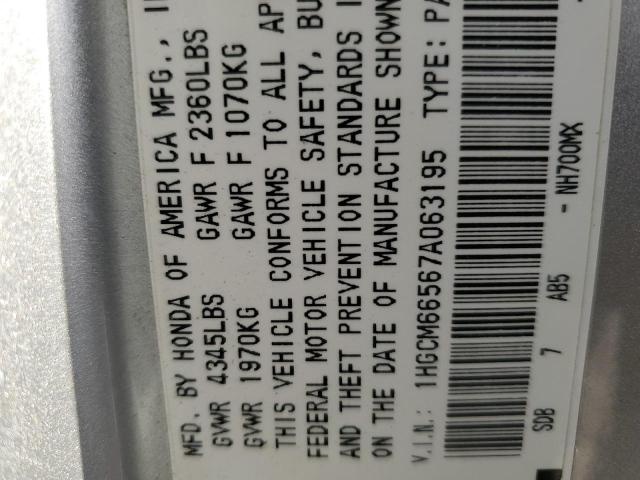 MFD. BY HONDA OF AMERICA MFG.,
GVWR 4345LBS GAWR F 2360LBS
GVWR 1970KG GAWR F 1070KG
THIS VEHICLE CONFORMS TO ALL AP
FEDERAL MOTOR VEHICLE SAFETY, BU
AND THEFT PREVENTION STANDARDS I
ON THE DATE OF MANUFACTURE SHOWN
V.I.N.: 1HGCM66567A063195 TYPE: PA
SDB 7 AB5 - NH700MX